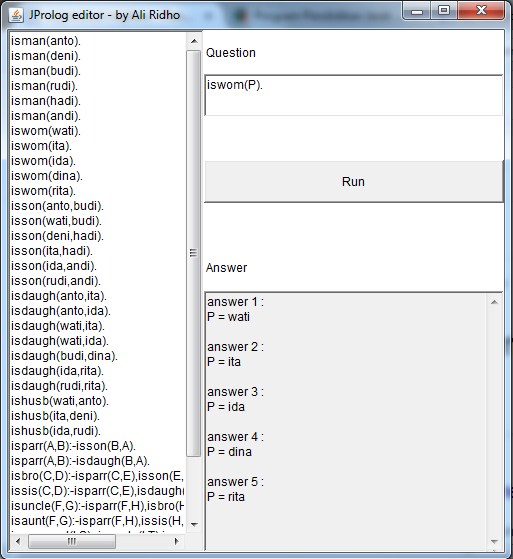 JProlog editor - by Ali Ridho
isman(anto).
isman(deni).
isman(budi).
isman(rudi).
isman(hadi).
isman(andi).
iswom(wati).
iswom(ita).
iswom(ida).
iswom(dina).
iswom(rita).
isson(anto,budi).
isson(wati,budi).
isson(deni,hadi).
isson(ita,hadi).
isson(ida,andi).
isson(rudi,andi).
isdaugh(anto,ita).
isdaugh(anto,ida).
isdaugh(wati,ita).
isdaugh(wati,ida).
isdaugh(budi,dina).
isdaugh(ida,rita).
isdaugh(rudi,rita).
ishusb(wati,anto).
ishusb(ita,deni).
ishusb(ida,rudi).
isparr(A,B):-isson(B,A).
isparr(A,B):-isdaugh(B,A).
isbro(C,D):-isparr(C,E),isson(E,
issis(C,D):-isparr(C,E),isdaugh(
isuncle(F,G):-isparr(F,H),isbro(H
isaunt(F,G):-isparr(F,H),issis(H,
Question
iswom(P).
Run
Answer
answer 1 :
P = wati
answer 2 :
P = ita
answer 3 :
P = ida
answer 4 :
P = dina
answer 5 :
P = rita